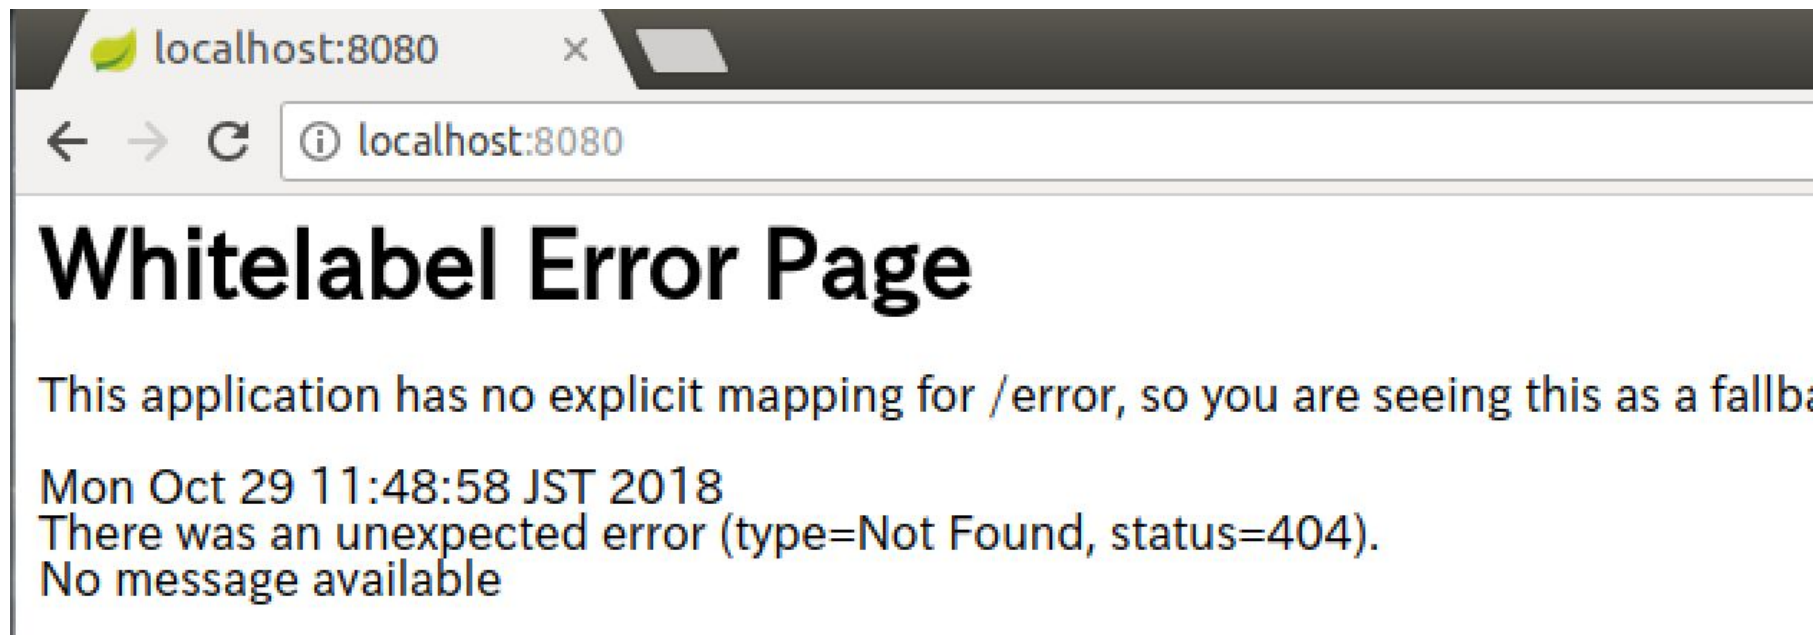 localhost:8080
localhost:8080
Whitelabel Error Page
This application has no explicit mapping for /error, so you are seeing this as a
Mon Oct 29 11:48:58 JST 2018
There was an unexpected error (type=Not Found, status=404).
No message available